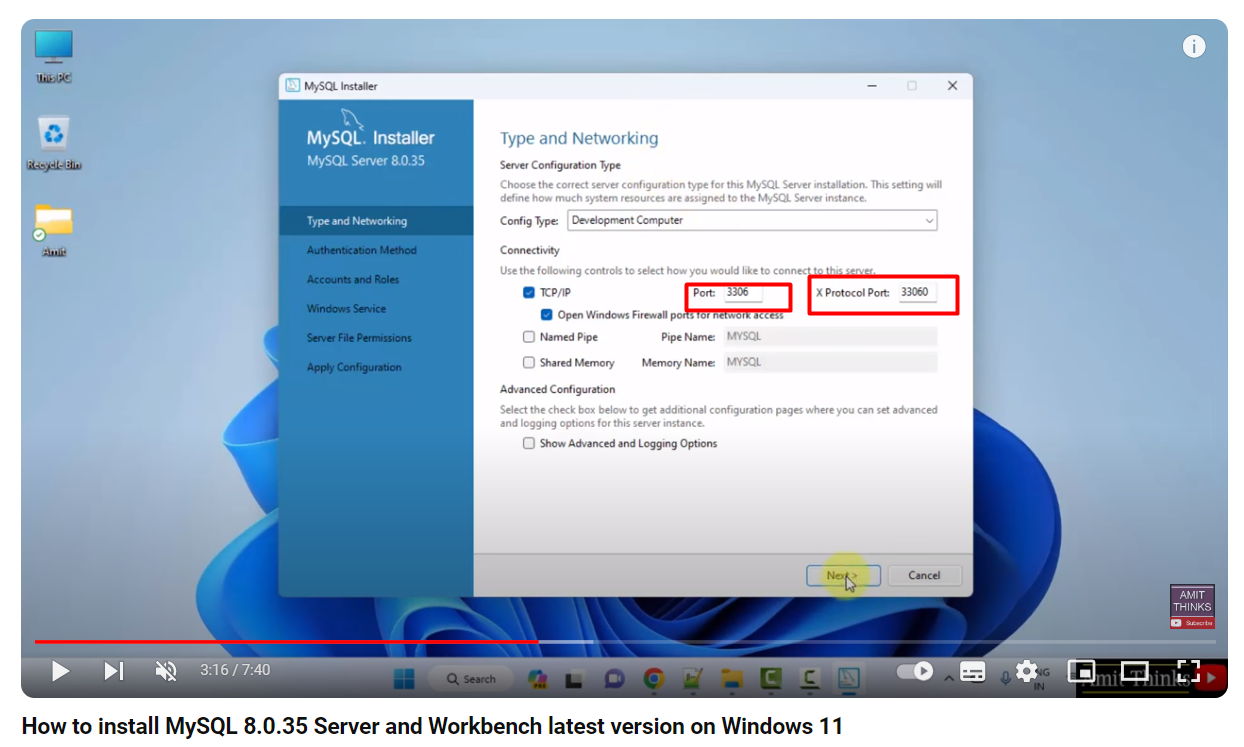 This PC
Recycle Bin
Amit
MySQL Installer
MySQL. Installer
MySQL Server 8.0.35
Type and Networking
Authentication Method
Accounts and Roles
Windows Service
Server File Permissions
Apply Configuration
Type and Networking
Server Configuration Type
Choose the correct server configuration type for this MySQL Server installation. This setting will
define how much system resources are assigned to the MySQL Server instance.
Config Type: Development Computer
Connectivity
Use the following controls to select how you would like to connect to this server.
TCP/IP Port: 3306 X Protocol Port: 33060
Open Windows Firewall ports for network access
Named Pipe Pipe Name: MYSQL
Shared Memory Memory Name: MYSQL
Advanced Configuration
Select the check box below to get additional configuration pages where you can set advanced
and logging options for this server instance.
Show Advanced and Logging Options
Next > Cancel
AMIT
THINKS
Subscribe
3:16 / 7:40
Search
IN
Amit Thinks
How to install MySQL 8.0.35 Server and Workbench latest version on Windows 11